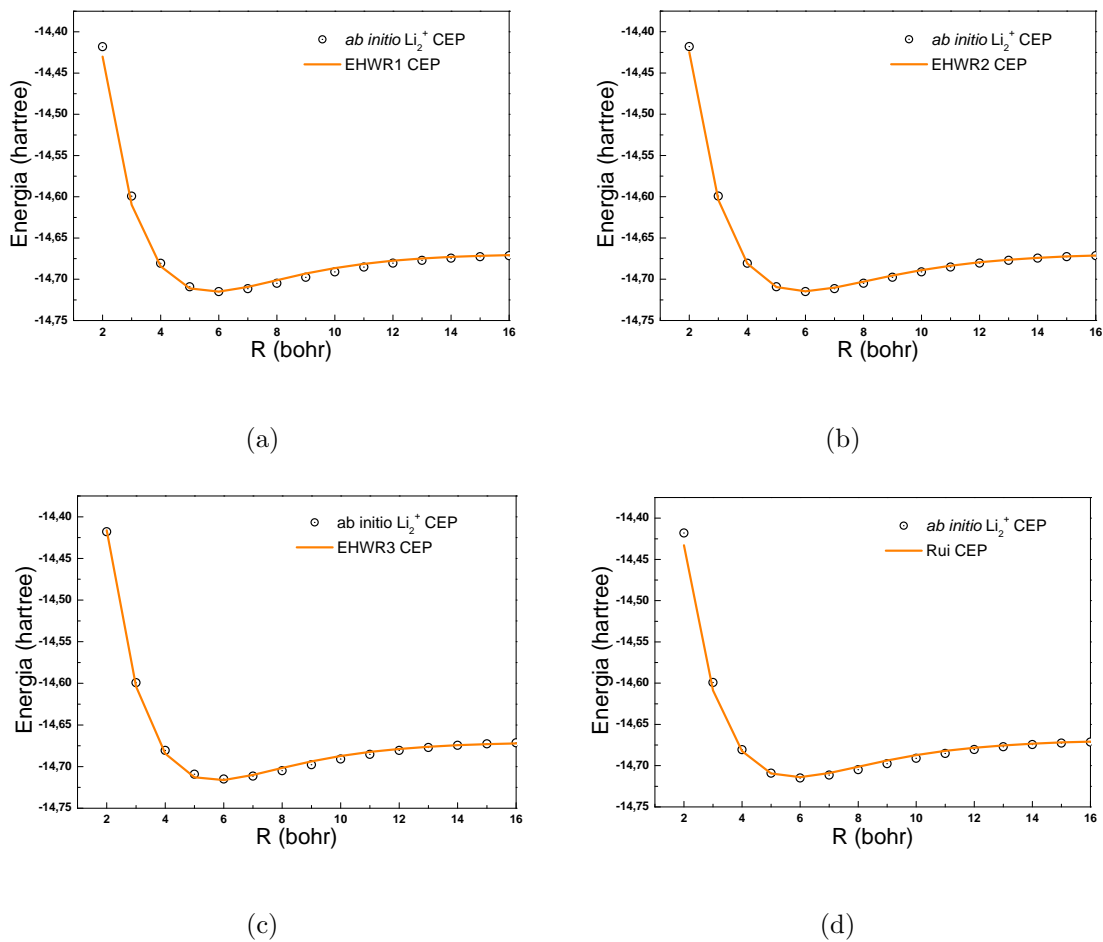 -14,40
-14,45
-14,50
-14,55
-14,60
-14,65
-14,70
-14,75
Energia (hartree)
ab initio Li2+ CEP
EHWR1 CEP
2 4 6 8 10 12 14 16
R (bohr)
(a)
-14,40
-14,45
-14,50
-14,55
-14,60
-14,65
-14,70
-14,75
Energia (hartree)
ab initio Li2+ CEP
EHWR2 CEP
2 4 6 8 10 12 14 16
R (bohr)
(b)
-14,40
-14,45
-14,50
-14,55
-14,60
-14,65
-14,70
-14,75
Energia (hartree)
ab initio Li2+ CEP
EHWR3 CEP
2 4 6 8 10 12 14 16
R (bohr)
(c)
-14,40
-14,45
-14,50
-14,55
-14,60
-14,65
-14,70
-14,75
Energia (hartree)
ab initio Li2+ CEP
Rui CEP
2 4 6 8 10 12 14 16
R (bohr)
(d)